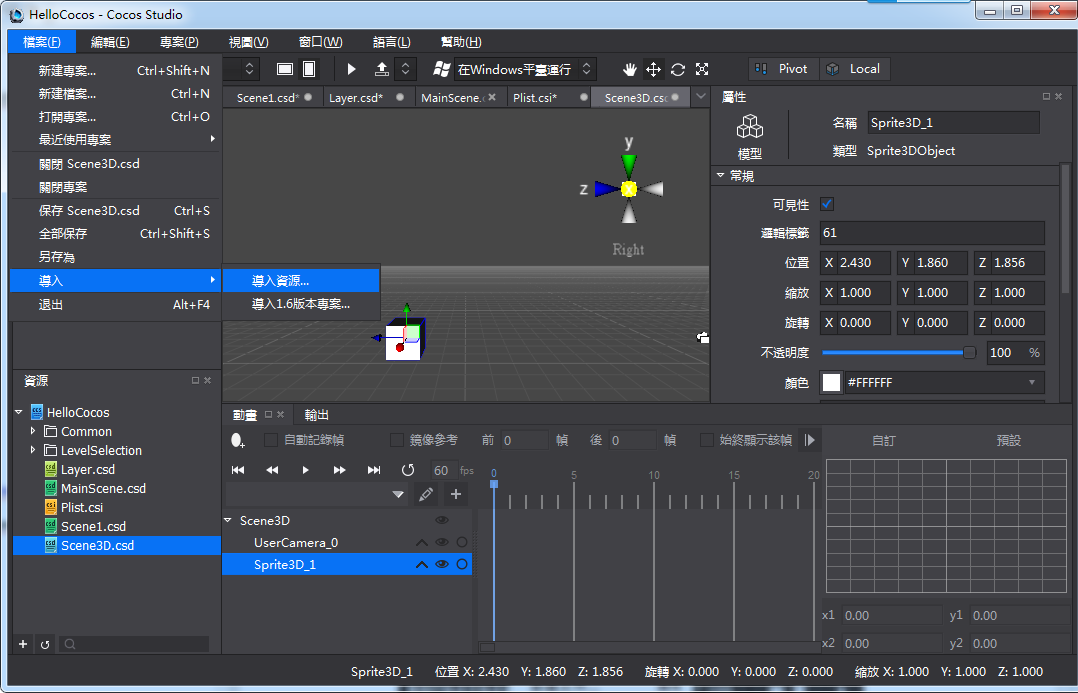 HelloCocos - Cocos Studio
檔案(F) 編輯(E) 專案(P) 視圖(V) 窗口(W) 語言(L) 幫助(H)
新建專案... Ctrl+Shift+N
新建檔案... Ctrl+N
打開專案... Ctrl+O
最近使用專案
關閉 Scene3D.csd
關閉專案
保存 Scene3D.csd Ctrl+S
全部保存 Ctrl+Shift+S
另存為
導入
退出 Alt+F4
導入資源...
導入1.6版本專案...
在Windows平臺運行
Pivot Local
Scene1.csd* Layer.csd* MainScene. Plist.csi* Scene3D.csc
y
z x
Right
屬性
模型
名稱 Sprite3D_1
類型 Sprite3DObject
常規
可見性
邏輯標籤 61
位置 X 2.430 Y 1.860 Z 1.856
縮放 X 1.000 Y 1.000 Z 1.000
旋轉 X 0.000 Y 0.000 Z 0.000
不透明度 100 %
顏色 #FFFFFF
資源
HelloCocos
Common
LevelSelection
Layer.csd
MainScene.csd
Plist.csi
Scene1.csd
Scene3D.csd
動畫 輸出
自動記錄幀 鏡像參考 前 0 幀 後 0 幀 始終顯示該幀
60 fps
0 5 10 15 20
Scene3D
UserCamera_0
Sprite3D_1
自訂 預設
x1 0.00 y1 0.00
x2 0.00 y2 0.00
Sprite3D_1 位置 X: 2.430 Y: 1.860 Z: 1.856 旋轉 X: 0.000 Y: 0.000 Z: 0.000 縮放 X: 1.000 Y: 1.000 Z: 1.000